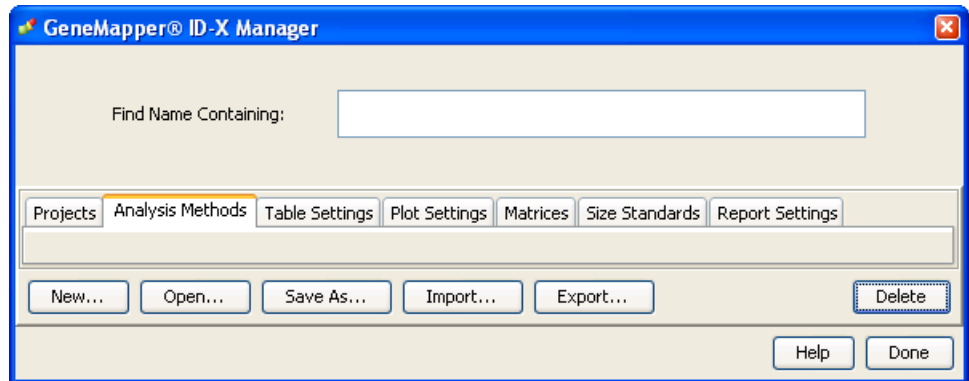 GeneMapper® ID-X Manager
Find Name Containing:
Projects Analysis Methods Table Settings Plot Settings Matrices Size Standards Report Settings
New... Open... Save As... Import... Export... Delete
Help Done